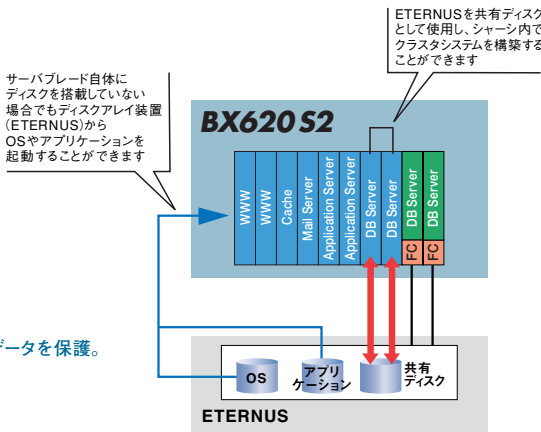 ETERNUSを共有ディスク
として使用し、シャーシ内で
クラスタシステムを構築する
ことができます
サーバブレード自体に
ディスクを搭載していない
場合でもディスクアレイ装置
(ETERNUS)から
OSやアプリケーションを
起動することができます
BX620 S2
WWW
WWW
Cache
Mail Server
Application Server
Application Server
DB Server
DB Server
DB Server
DB Server
FC
FC
データを保護。
OS
アプリ
ケーション
共有
ディスク
ETERNUS